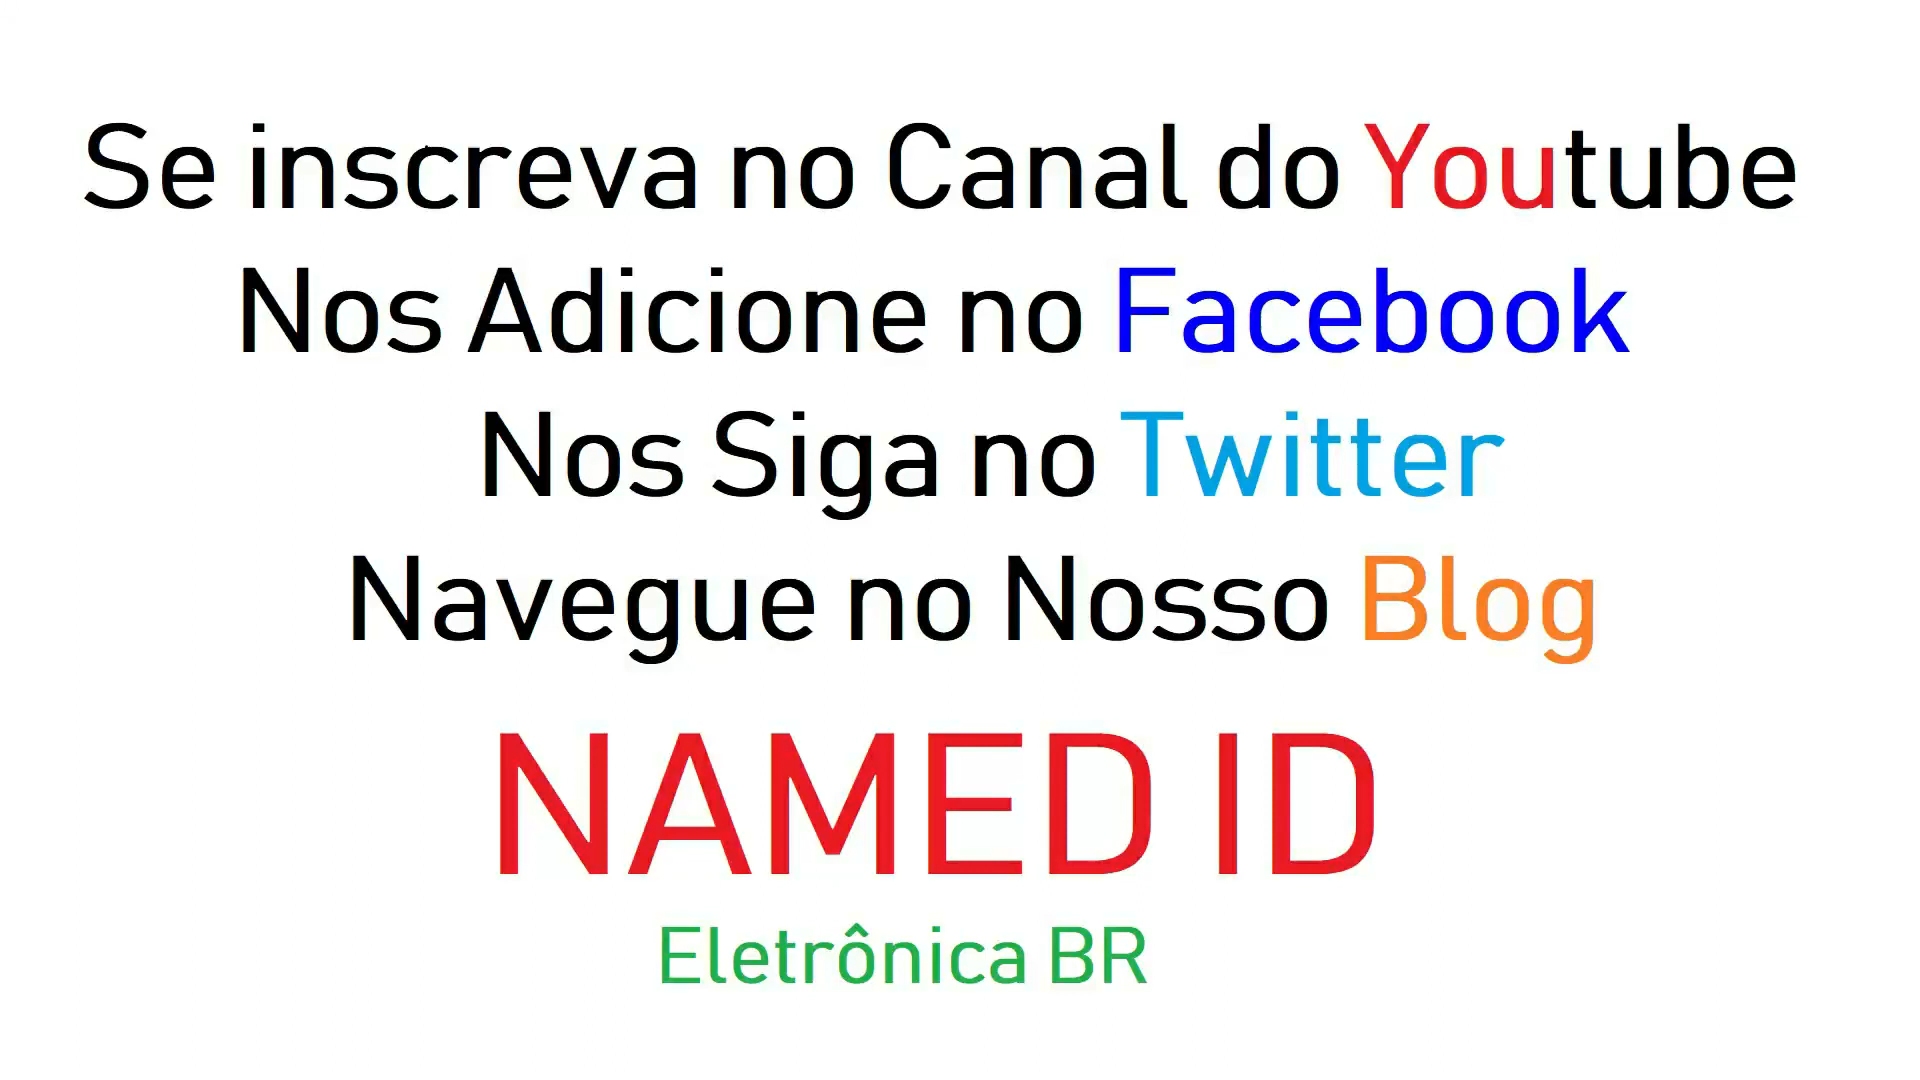 Se inscreva no Canal do Youtube
Nos Adicione no Facebook
Nos Siga no Twitter
Navegue no Nosso Blog
NAMED ID
Eletrônica BR